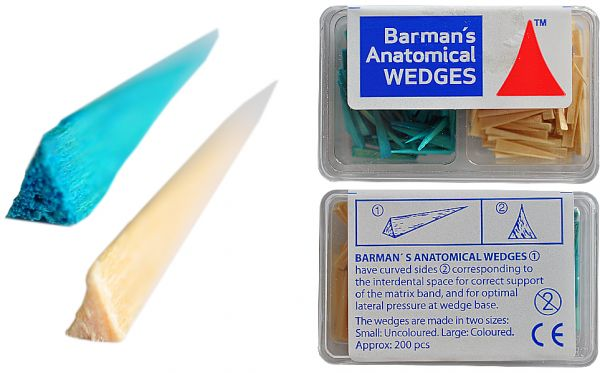 Barman's
Anatomical
WEDGES
TM
① ②
BARMAN´S ANATOMICAL WEDGES ①
have curved sides ② corresponding to
the interdental space for correct support
of the matrix band, and for optimal
lateral pressure at wedge base.
The wedges are made in two sizes:
Small: Uncoloured. Large: Coloured.
Approx: 200 pcs
2
CE